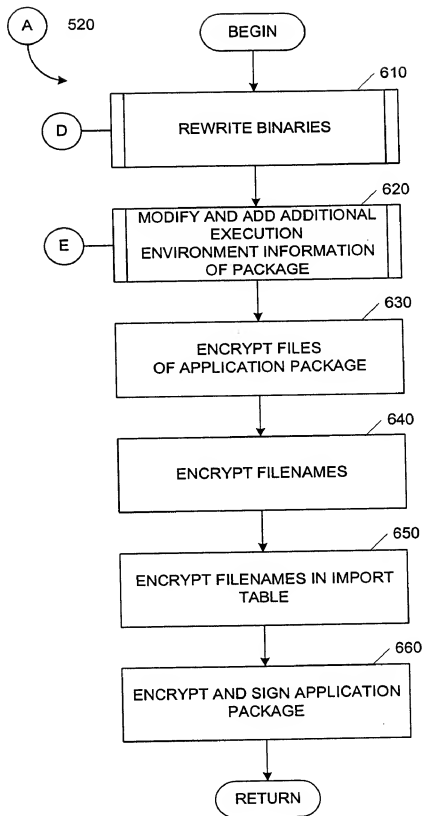 A
520
BEGIN
610
D
REWRITE BINARIES
620
E
MODIFY AND ADD ADDITIONAL
EXECUTION
ENVIRONMENT INFORMATION
OF PACKAGE
630
ENCRYPT FILES
OF APPLICATION PACKAGE
640
ENCRYPT FILENAMES
650
ENCRYPT FILENAMES IN IMPORT
TABLE
660
ENCRYPT AND SIGN APPLICATION
PACKAGE
RETURN